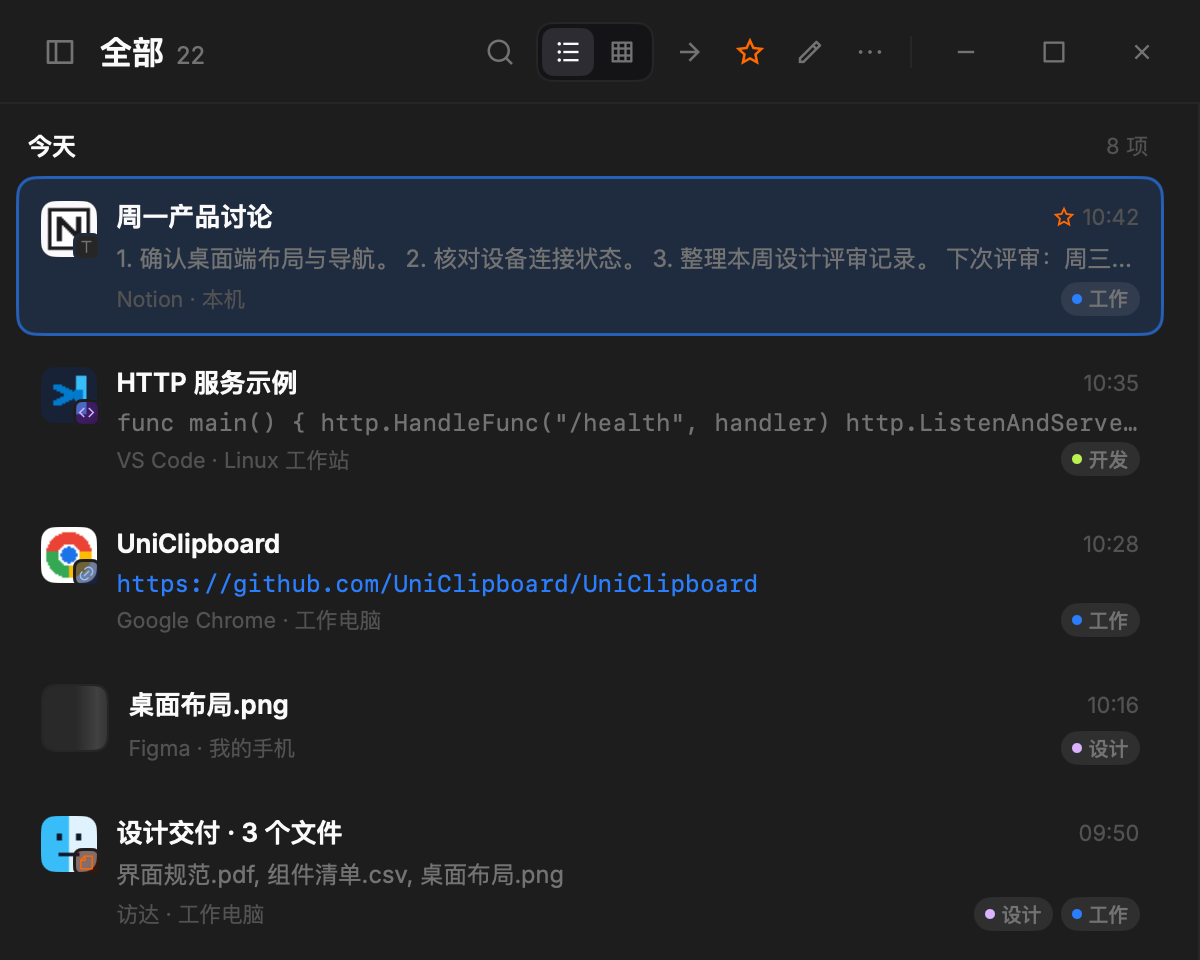 全部 22
今天 8 项
周一产品讨论 10:42
1. 确认桌面端布局与导航。 2. 核对设备连接状态。 3. 整理本周设计评审记录。 下次评审：周三…
Notion · 本机 工作
HTTP 服务示例 10:35
func main() { http.HandleFunc("/health", handler) http.ListenAndServe…
VS Code · Linux 工作站 开发
UniClipboard 10:28
https://github.com/UniClipboard/UniClipboard
Google Chrome · 工作电脑 工作
桌面布局.png 10:16
Figma · 我的手机 设计
设计交付 · 3 个文件 09:50
界面规范.pdf, 组件清单.csv, 桌面布局.png
访达 · 工作电脑 设计 工作